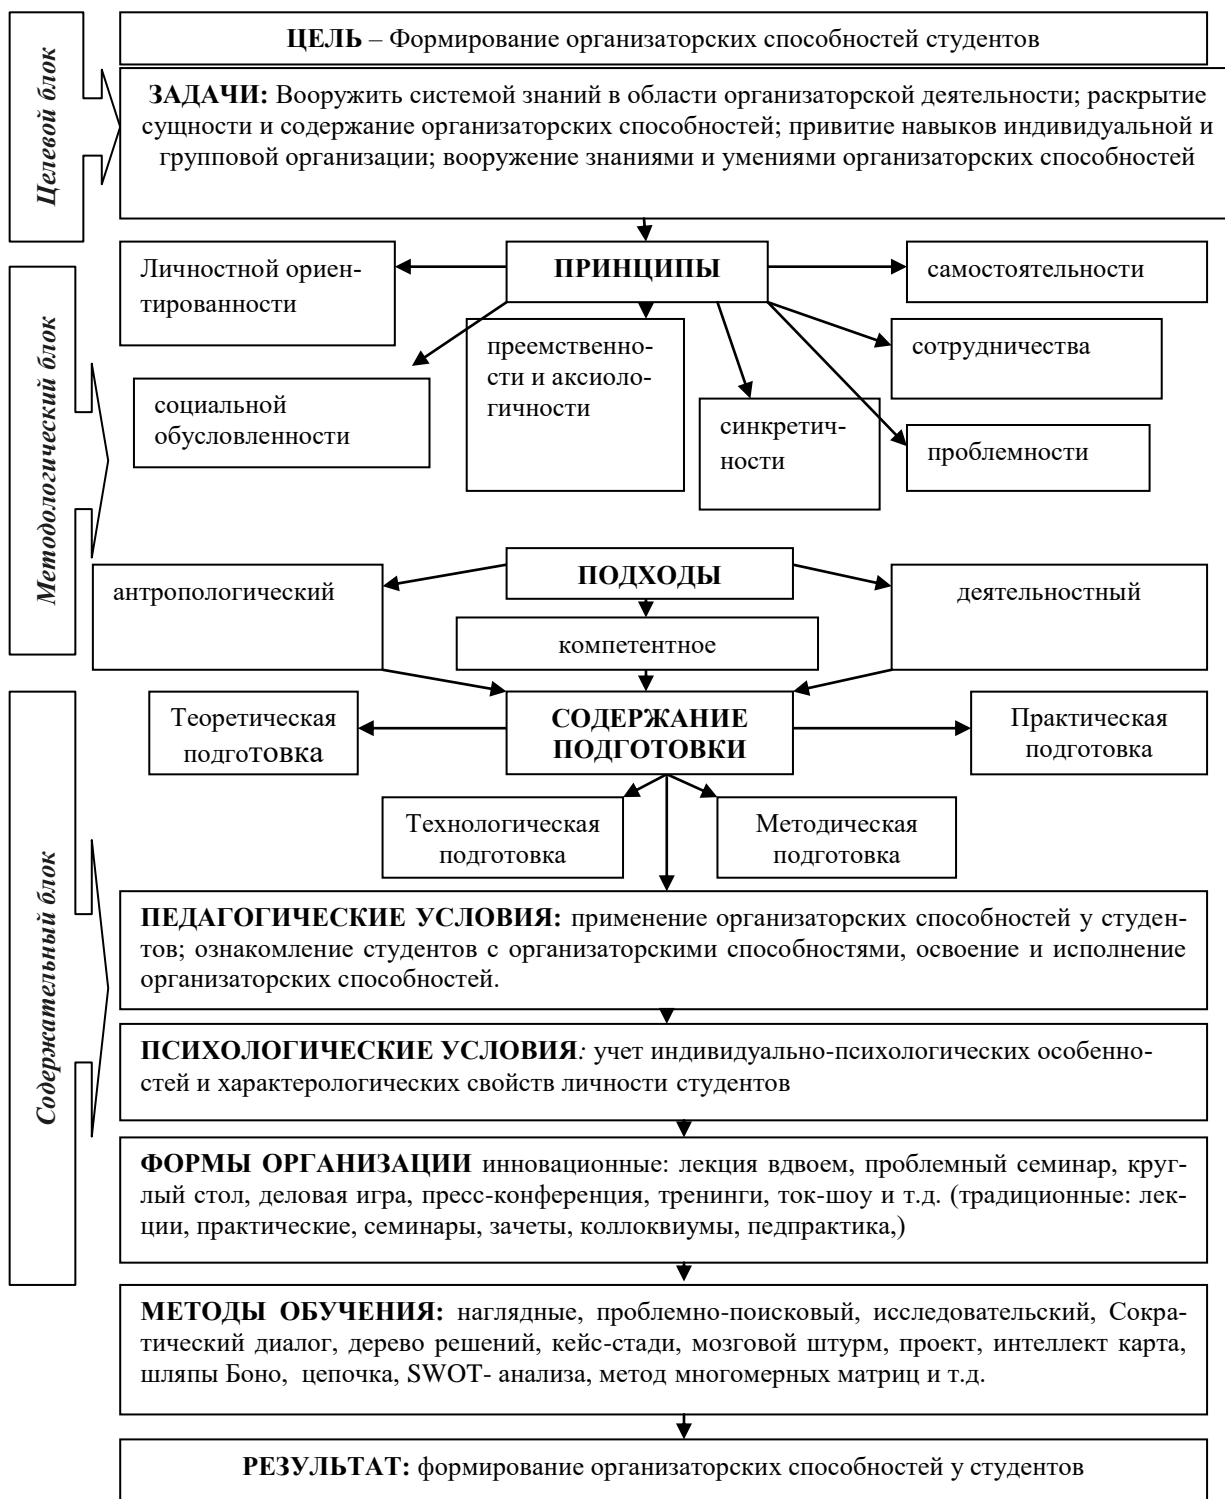 Целевой блок
ЦЕЛЬ – Формирование организаторских способностей студентов
ЗАДАЧИ: Вооружить системой знаний в области организаторской деятельности; раскрытие
сущности и содержание организаторских способностей; привитие навыков индивидуальной и
групповой организации; вооружение знаниями и умениями организаторских способностей
Методологический блок
ПРИНЦИПЫ
Личностной ориен-
тированности
самостоятельности
социальной
обусловленности
преемственно-
сти и аксиоло-
гичности
синкретич-
ности
сотрудничества
проблемности
ПОДХОДЫ
антропологический
компетентное
деятельностный
Содержательный блок
СОДЕРЖАНИЕ
ПОДГОТОВКИ
Теоретическая
подготовка
Практическая
подготовка
Технологическая
подготовка
Методическая
подготовка
ПЕДАГОГИЧЕСКИЕ УСЛОВИЯ: применение организаторских способностей у студен-
тов; ознакомление студентов с организаторскими способностями, освоение и исполнение
организаторских способностей.
ПСИХОЛОГИЧЕСКИЕ УСЛОВИЯ: учет индивидуально-психологических особенно-
стей и характерологических свойств личности студентов
ФОРМЫ ОРГАНИЗАЦИИ инновационные: лекция вдвоем, проблемный семинар, круг-
лый стол, деловая игра, пресс-конференция, тренинги, ток-шоу и т.д. (традиционные: лек-
ции, практические, семинары, зачеты, коллоквиумы, педпрактика,)
МЕТОДЫ ОБУЧЕНИЯ: наглядные, проблемно-поисковый, исследовательский, Сокра-
тический диалог, дерево решений, кейс-стади, мозговой штурм, проект, интеллект карта,
шляпы Боно, цепочка, SWOT- анализа, метод многомерных матриц и т.д.
РЕЗУЛЬТАТ: формирование организаторских способностей у студентов